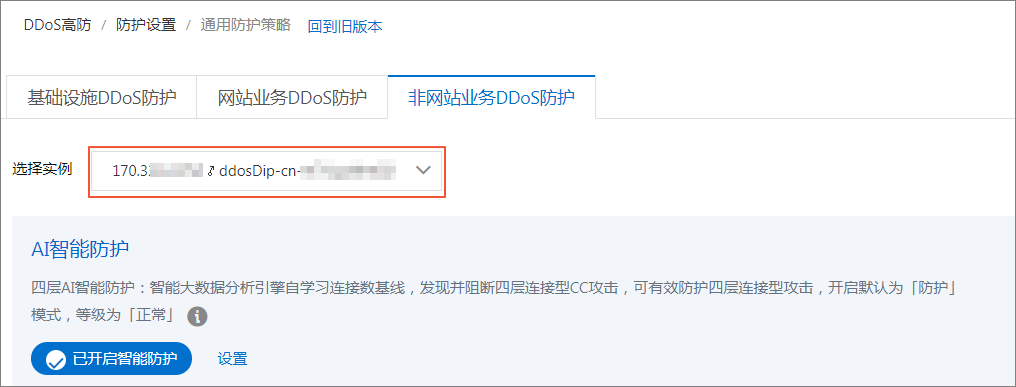 DDoS高防 / 防护设置 / 通用防护策略 回到旧版本
基础设施DDoS防护 网站业务DDoS防护 非网站业务DDoS防护
选择实例 170.3 ddosDip-cn-
AI智能防护
四层AI智能防护：智能大数据分析引擎自学习连接数基线，发现并阻断四层连接型CC攻击，可有效防护四层连接型攻击，开启默认为「防护」
模式，等级为「正常」
已开启智能防护 设置